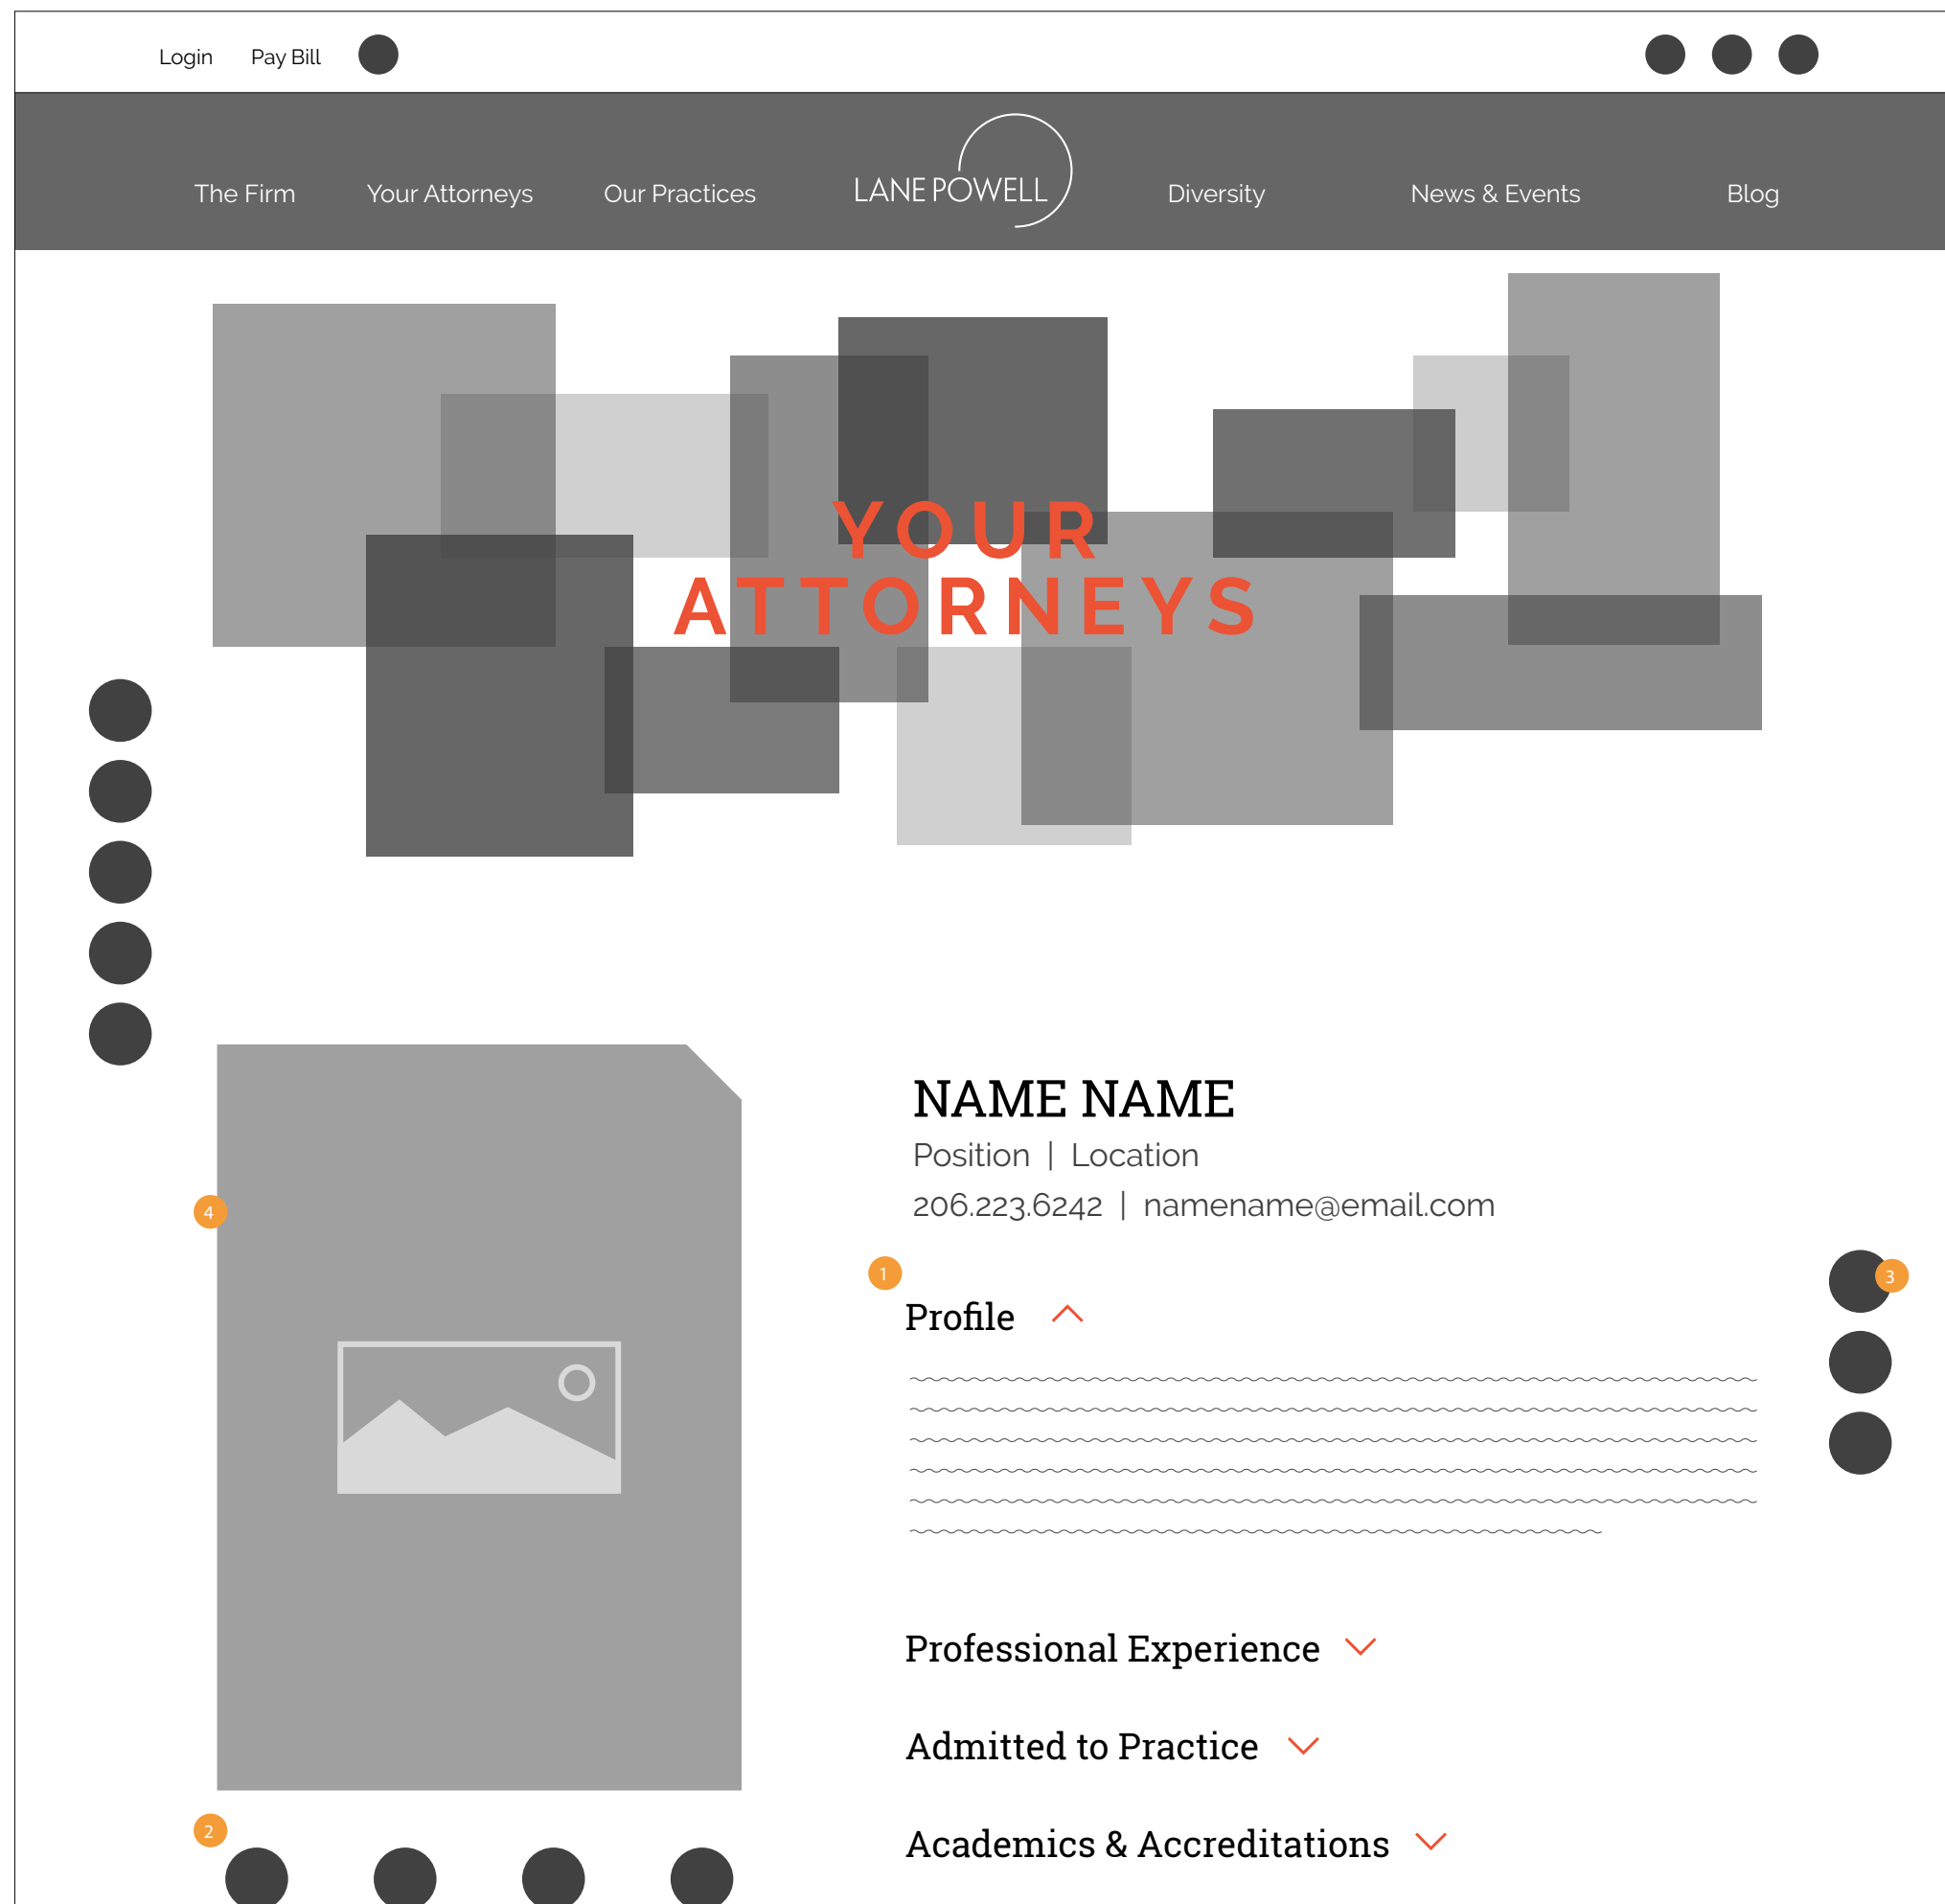 Login Pay Bill
The Firm Your Attorneys Our Practices LANE POWELL Diversity News & Events Blog
YOUR
ATTORNEYS
NAME NAME
Position | Location
206.223.6242 | namename@email.com
4
1
3
Profile
Professional Experience
Admitted to Practice
2
Academics & Accreditations